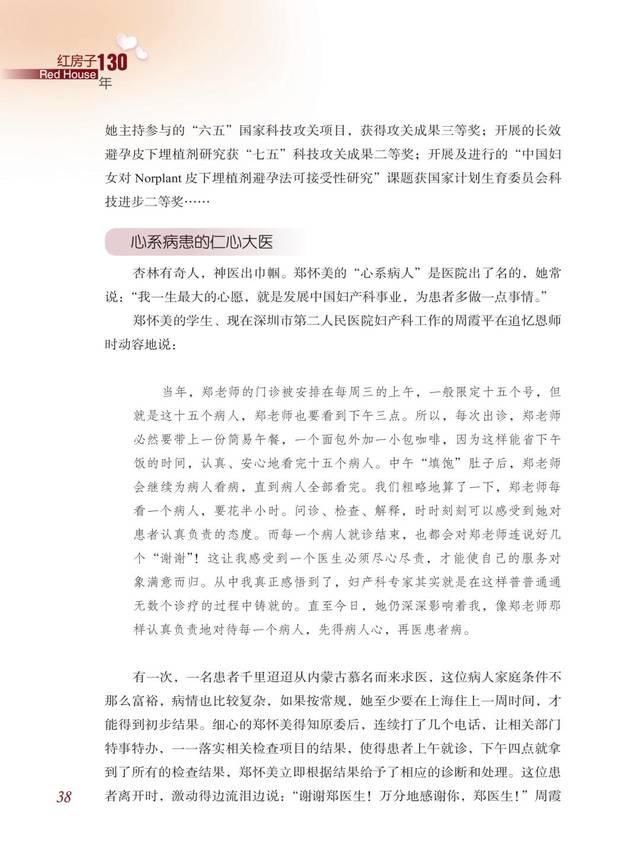 红房子130年
Red House
她主持参与的“六五”国家科技攻关项目，获得攻关成果三等奖；开展的长效
避孕皮下埋植剂研究获“七五”科技攻关成果二等奖；开展及进行的“中国妇
女对 Norplant 皮下埋植剂避孕法可接受性研究”课题获国家计划生育委员会科
技进步二等奖……
心系病患的仁心大医
杏林有奇人，神医出巾帼。郑怀美的“心系病人”是医院出了名的，她常
说：“我一生最大的心愿，就是发展中国妇产科事业，为患者多做一点事情。”
郑怀美的学生、现在深圳市第二人民医院妇产科工作的周霞平在追忆恩师
时动容地说：
当年，郑老师的门诊被安排在每周三的上午，一般限定十五个号，但
就是这十五个病人，郑老师也要看到下午三点。所以，每次出诊，郑老师
必然要带上一份简易午餐，一个面包外加一小包咖啡，因为这样能省下午
饭的时间，认真、安心地看完十五个病人。中午“填饱”肚子后，郑老师
会继续为病人看病，直到病人全部看完。我们粗略地算了一下，郑老师每
看一个病人，要花半小时。问诊、检查、解释，时时刻刻可以感受到她对
患者认真负责的态度。而每一个病人就诊结束，也都会对郑老师连说好几
个“谢谢”！这让我感受到一个医生必须尽心尽责，才能使自己的服务对
象满意而归。从中我真正感悟到了，妇产科专家其实就是在这样普普通通
无数个诊疗的过程中铸就的。直至今日，她仍深深影响着我，像郑老师那
样认真负责地对待每一个病人，先得病人心，再医患者病。
有一次，一名患者千里迢迢从内蒙古慕名而来求医，这位病人家庭条件不
那么富裕，病情也比较复杂，如果按常规，她至少要在上海住上一周时间，才
能得到初步结果。细心的郑怀美得知原委后，连续打了几个电话，让相关部门
特事特办，一一落实相关检查项目的结果，使得患者上午就诊，下午四点就拿
到了所有的检查结果，郑怀美立即根据结果给予了相应的诊断和处理。这位患
者离开时，激动得边流泪边说：“谢谢郑医生！万分地感谢你，郑医生！”周霞
38